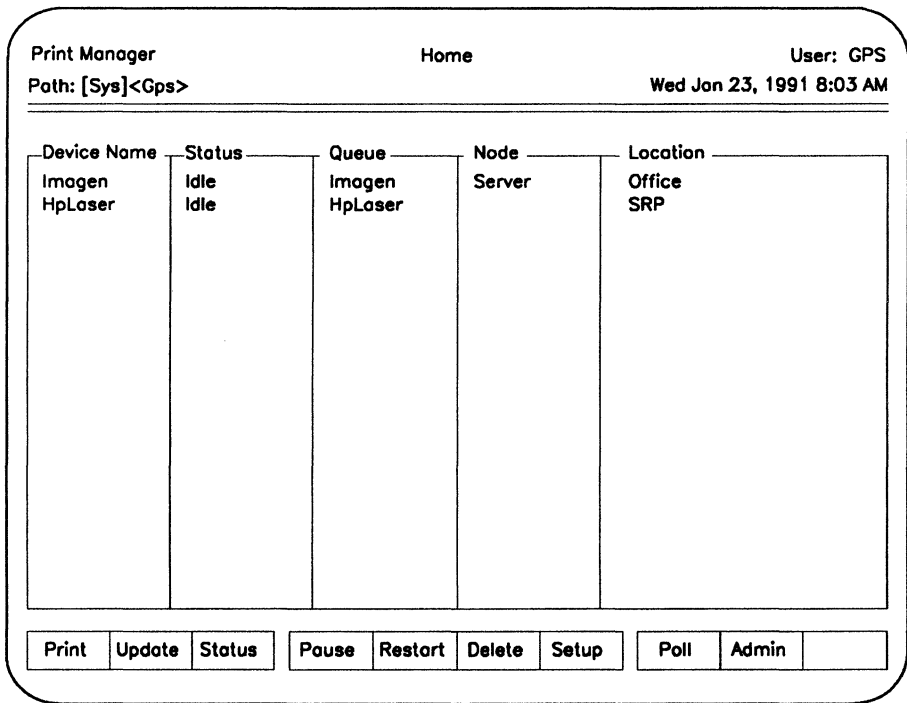 Print Manager Home User: GPS
Path: [Sys]<Gps> Wed Jan 23, 1991 8:03 AM
Device Name Status Queue Node Location
Imagen Idle Imagen Server Office
HpLaser Idle HpLaser SRP
Print Update Status Pause Restart Delete Setup Poll Admin